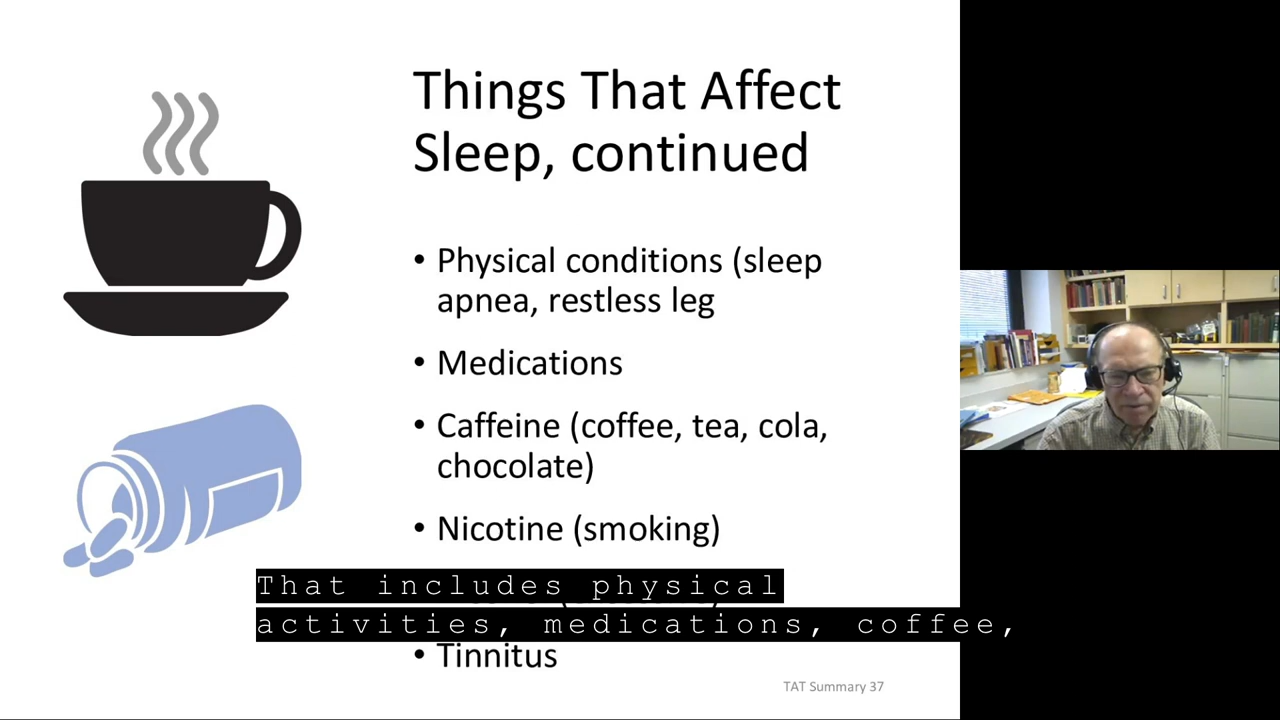 Things That Affect
Sleep, continued
• Physical conditions (sleep
apnea, restless leg
• Medications
• Caffeine (coffee, tea, cola,
chocolate)
• Nicotine (smoking)
That includes physical
activities, medications, coffee,
• Tinnitus
TAT Summary 37